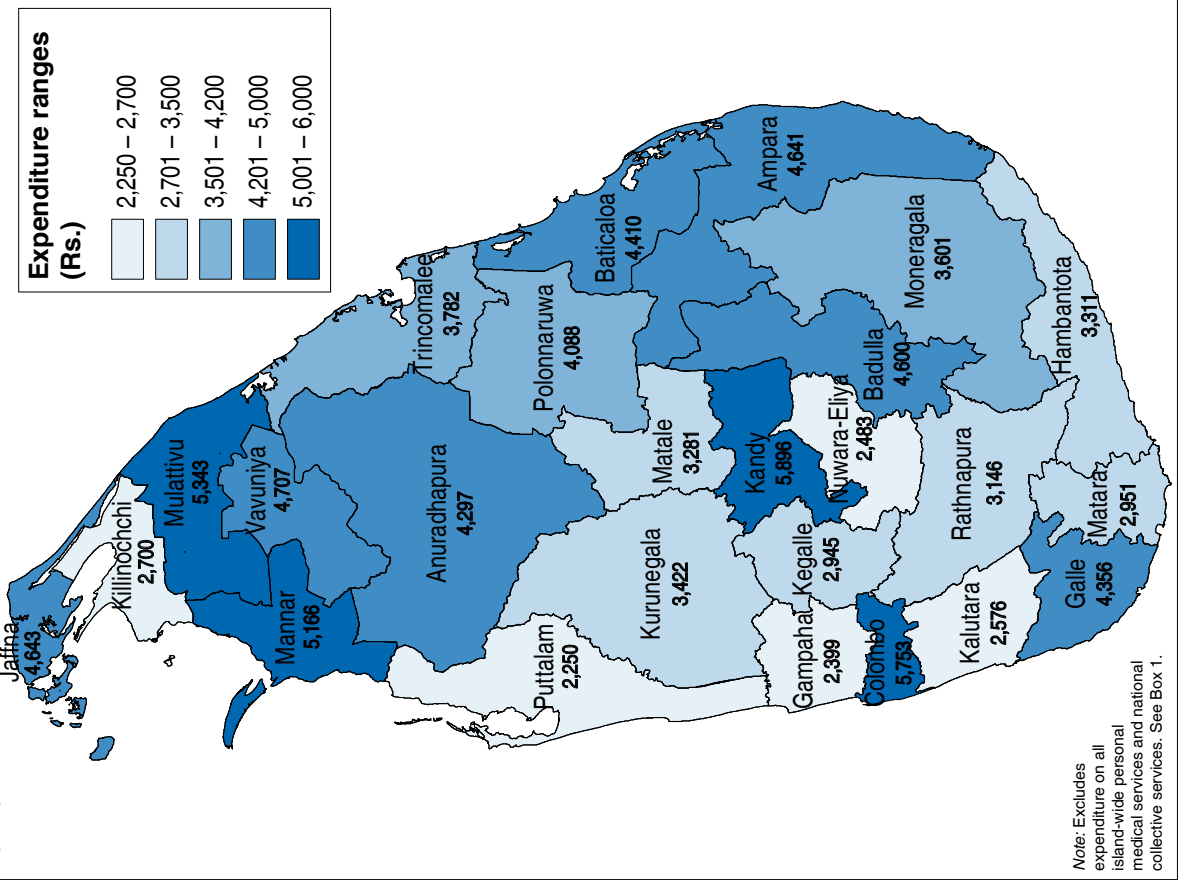 Expenditure ranges
(Rs.)
2,250 – 2,700
2,701 – 3,500
3,501 – 4,200
4,201 – 5,000
5,001 – 6,000
Jaffna
4,643
Killinochchi
2,700
Mulattivu
5,343
Vavuniya
4,707
Mannar
5,166
Anuradhapura
4,297
Trincomalee
3,782
Polonnaruwa
4,088
Baticaloa
4,410
Ampara
4,641
Puttalam
2,250
Kurunegala
3,422
Matale
3,281
Kandy
5,896
Nuwara-Eliya
2,483
Badulla
4,600
Moneragala
3,601
Gampahat
2,399
Kegalle
2,945
Colombo
5,753
Rathnapura
3,146
Kalutara
2,576
Galle
4,356
Matara
2,951
Hambantota
3,311
Note: Excludes
expenditure on all
island-wide personal
medical services and national
collective services. See Box 1.